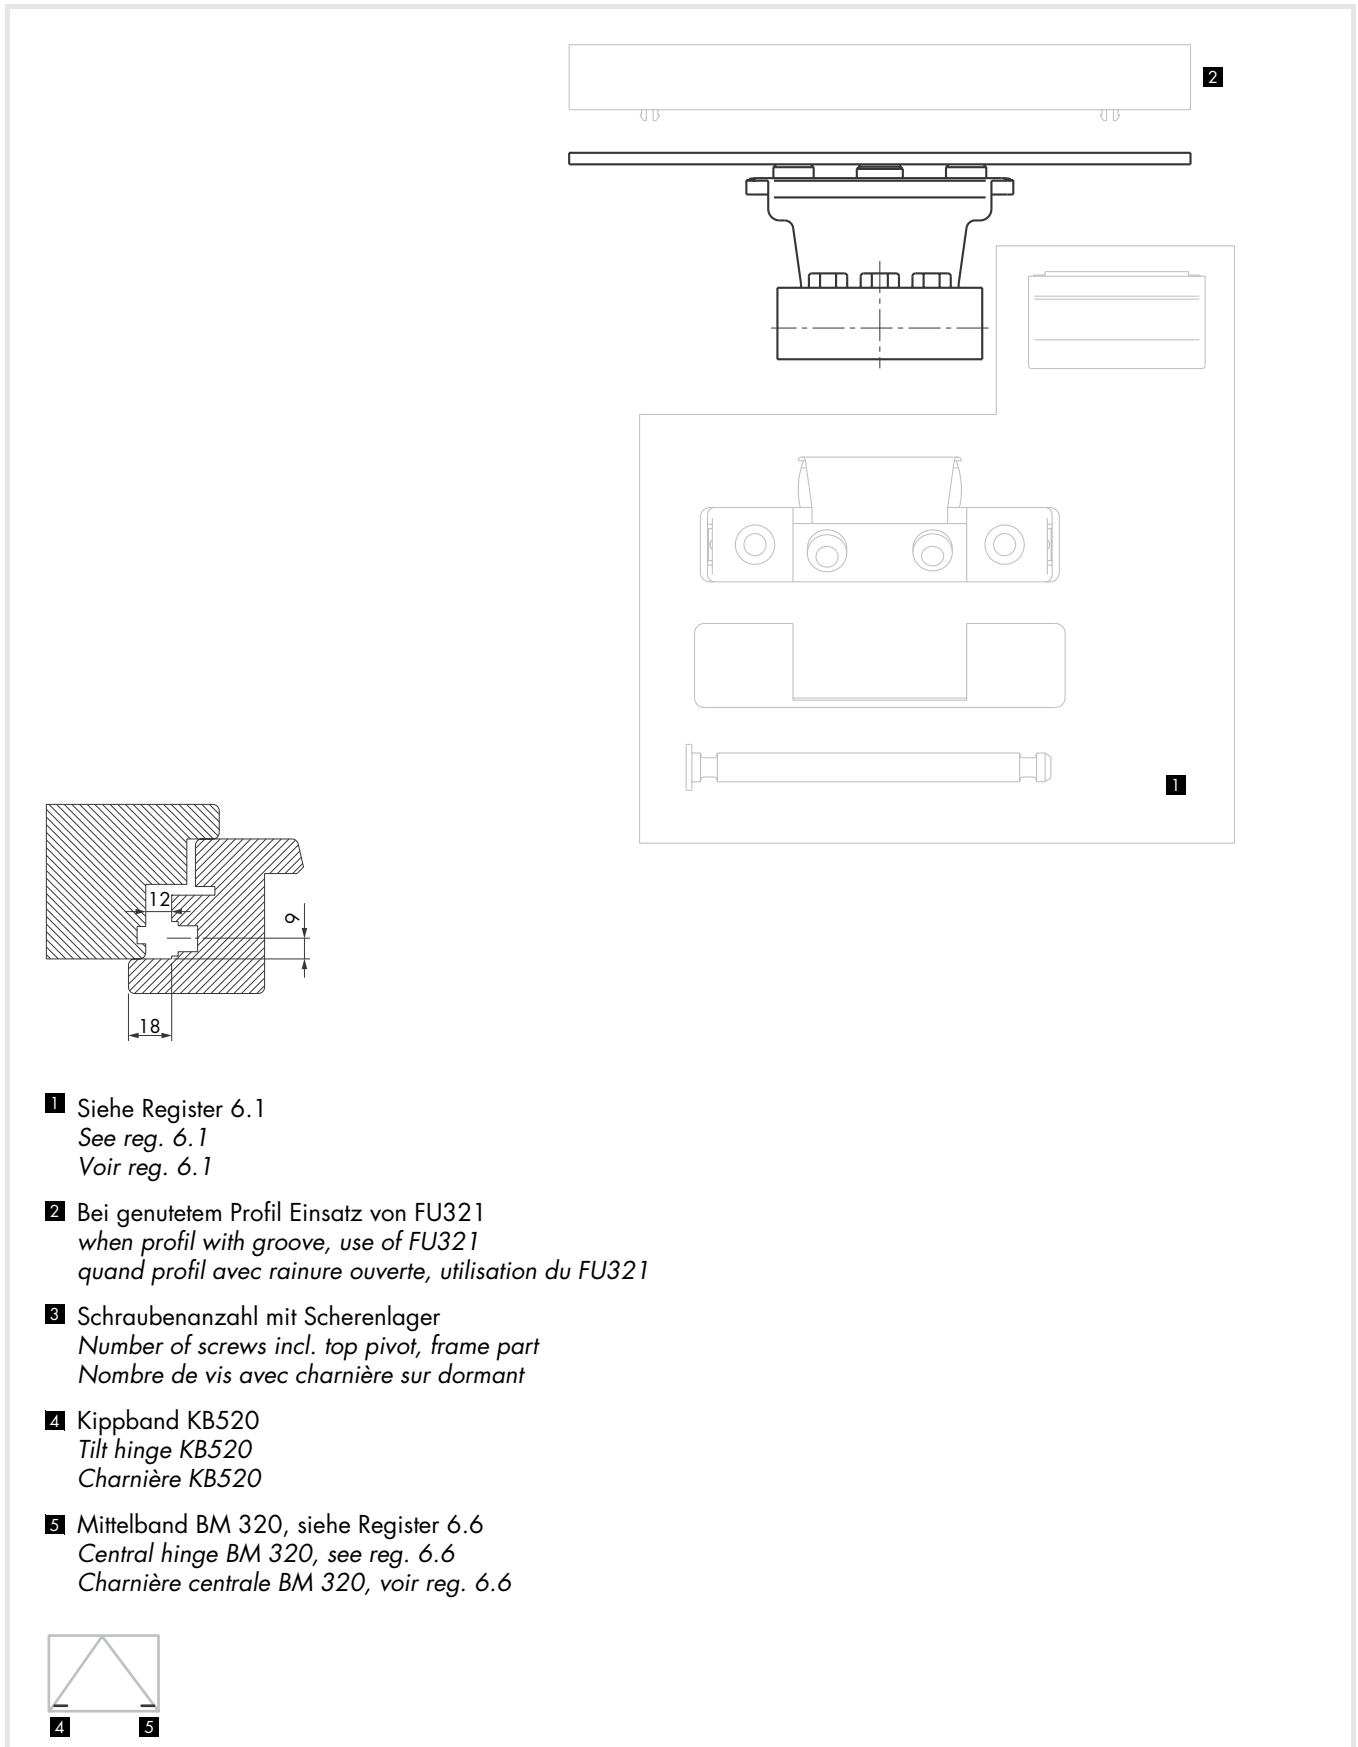 2
1
12
9
18
1 Siehe Register 6.1
See reg. 6.1
Voir reg. 6.1
2 Bei genutetem Profil Einsatz von FU321
when profil with groove, use of FU321
quand profil avec rainure ouverte, utilisation du FU321
3 Schraubenanzahl mit Scherenlager
Number of screws incl. top pivot, frame part
Nombre de vis avec charnière sur dormant
4 Kippband KB520
Tilt hinge KB520
Charnière KB520
5 Mittelband BM 320, siehe Register 6.6
Central hinge BM 320, see reg. 6.6
Charnière centrale BM 320, voir reg. 6.6
4 5